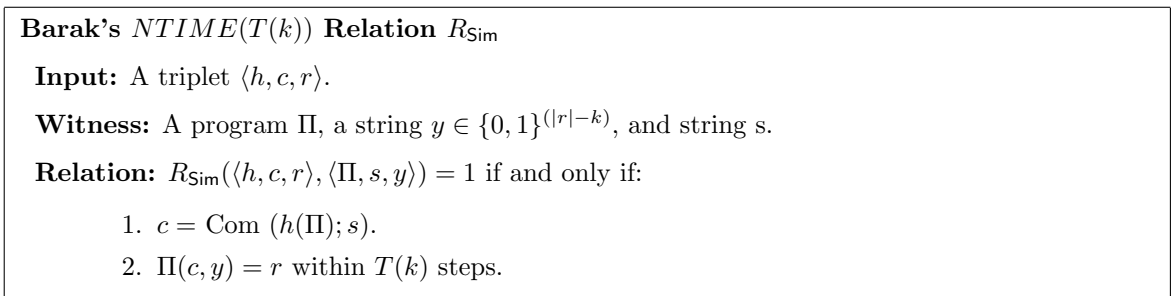 Barak's NTIME(T(k)) Relation R_Sim
Input: A triplet ⟨h, c, r⟩.
Witness: A program Π, a string y ∈ {0, 1}^(|r|−k), and string s.
Relation: R_Sim(⟨h, c, r⟩, ⟨Π, s, y⟩) = 1 if and only if:
1. c = Com (h(Π); s).
2. Π(c, y) = r within T(k) steps.